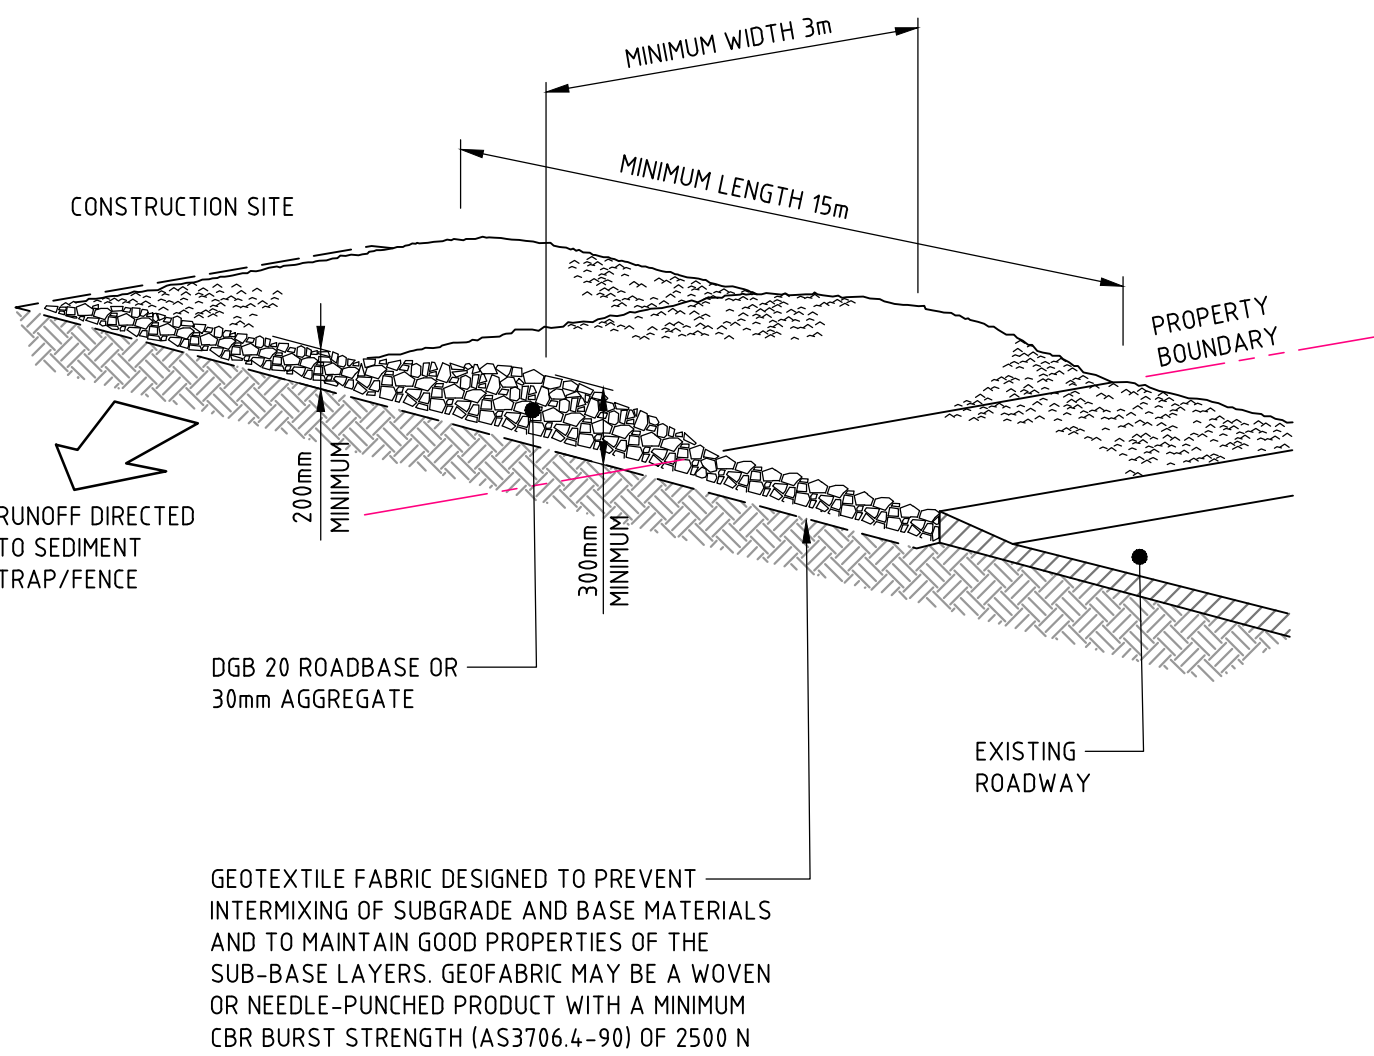 MINIMUM WIDTH 3m
MINIMUM LENGTH 15m
CONSTRUCTION SITE
PROPERTY
BOUNDARY
200mm
MINIMUM
300mm
MINIMUM
RUNOFF DIRECTED
TO SEDIMENT
TRAP/FENCE
DGB 20 ROADBASE OR
30mm AGGREGATE
EXISTING
ROADWAY
GEOTEXTILE FABRIC DESIGNED TO PREVENT
INTERMIXING OF SUBGRADE AND BASE MATERIALS
AND TO MAINTAIN GOOD PROPERTIES OF THE
SUB-BASE LAYERS. GEOFABRIC MAY BE A WOVEN
OR NEEDLE-PUNCHED PRODUCT WITH A MINIMUM
CBR BURST STRENGTH (AS3706.4-90) OF 2500 N